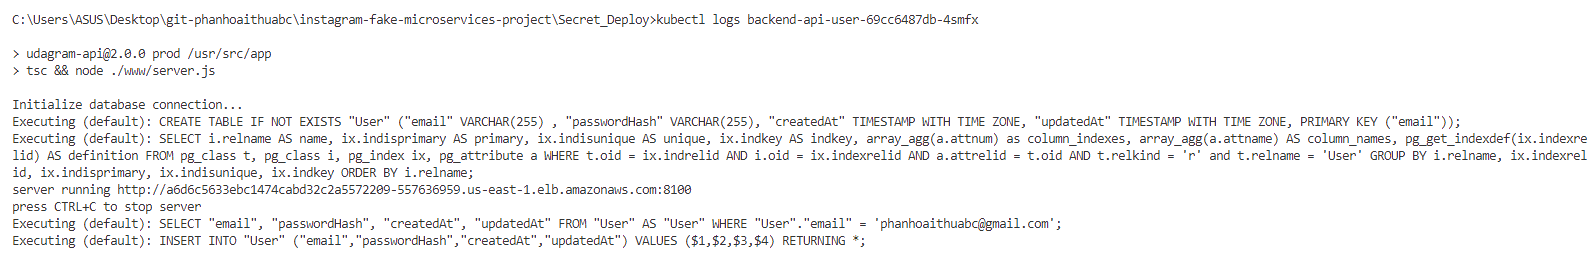 C:\Users\ASUS\Desktop\git-phanhoaithuabc\instagram-fake-microservices-project\Secret_Deploy>kubectl logs backend-api-user-69cc6487db-4smfx
> udagram-api@2.0.0 prod /usr/src/app
> tsc && node ./www/server.js
Initialize database connection...
Executing (default): CREATE TABLE IF NOT EXISTS "User" ("email" VARCHAR(255) , "passwordHash" VARCHAR(255), "createdAt" TIMESTAMP WITH TIME ZONE, "updatedAt" TIMESTAMP WITH TIME ZONE, PRIMARY KEY ("email"));
Executing (default): SELECT i.relname AS name, ix.indisprimary AS primary, ix.indisunique AS unique, ix.indkey AS indkey, array_agg(a.attnum) as column_indexes, array_agg(a.attname) AS column_names, pg_get_indexdef(ix.indexre
lid) AS definition FROM pg_class t, pg_class i, pg_index ix, pg_attribute a WHERE t.oid = ix.indrelid AND i.oid = ix.indexrelid AND a.attrelid = t.oid AND t.relkind = 'r' and t.relname = 'User' GROUP BY i.relname, ix.indexrel
id, ix.indisprimary, ix.indisunique, ix.indkey ORDER BY i.relname;
server running http://a6d6c5633ebc1474cabd32c2a5572209-557636959.us-east-1.elb.amazonaws.com:8100
press CTRL+C to stop server
Executing (default): SELECT "email", "passwordHash", "createdAt", "updatedAt" FROM "User" AS "User" WHERE "User"."email" = 'phanhoaithuabc@gmail.com';
Executing (default): INSERT INTO "User" ("email","passwordHash","createdAt","updatedAt") VALUES ($1,$2,$3,$4) RETURNING *;